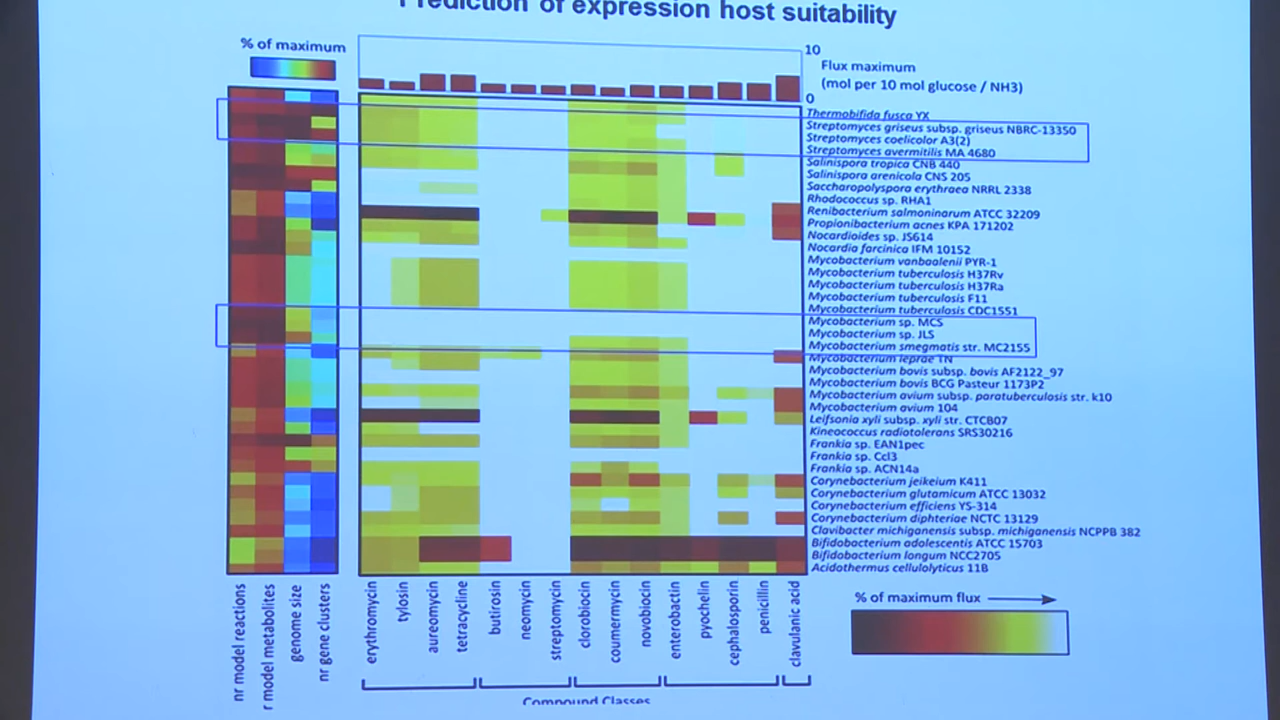 Prediction of expression host suitability
% of maximum
10
Flux maximum
(mol per 10 mol glucose / NH3)
0
Thermobifida fusca YX
Streptomyces griseus subsp. griseus NBRC-13350
Streptomyces coelicolor A3(2)
Streptomyces avermitilis MA 4680
Salinispora tropica CNB 440
Salinispora arenicola CNS 205
Saccharopolyspora erythraea NRRL 2338
Rhodococcus sp. RHA1
Renibacterium salmoninarum ATCC 32209
Propionibacterium acnes KPA 171202
Nocardioides sp. JS614
Nocardia farcinica IFM 10152
Mycobacterium vanbaalenii PYR-1
Mycobacterium tuberculosis H37Rv
Mycobacterium tuberculosis H37Ra
Mycobacterium tuberculosis F11
Mycobacterium tuberculosis CDC1551
Mycobacterium sp. MCS
Mycobacterium sp. JLS
Mycobacterium smegmatis str. MC2155
Mycobacterium leprae TN
Mycobacterium bovis subsp. bovis AF2122_97
Mycobacterium bovis BCG Pasteur 1173P2
Mycobacterium avium subsp. paratuberculosis str. k10
Mycobacterium avium 104
Leifsonia xyli subsp. xyli str. CTCB07
Kineococcus radiotolerans SRS30216
Frankia sp. EAN1pec
Frankia sp. CcI3
Frankia sp. ACN14a
Corynebacterium jeikeium K411
Corynebacterium glutamicum ATCC 13032
Corynebacterium efficiens YS-314
Corynebacterium diphteriae NCTC 13129
Clavibacter michiganensis subsp. michiganensis NCPPB 382
Bifidobacterium adolescentis ATCC 15703
Bifidobacterium longum NCC2705
Acidothermus cellulolyticus 11B
nr model reactions
r model metabolites
genome size
nr gene clusters
erythromycin
tylosin
aureomycin
tetracycline
butirosin
neomycin
streptomycin
clorobiocin
coumermycin
novobiocin
enterobactin
pyochelin
cephalosporin
penicillin
clavulanic acid
% of maximum flux
Compound Classes